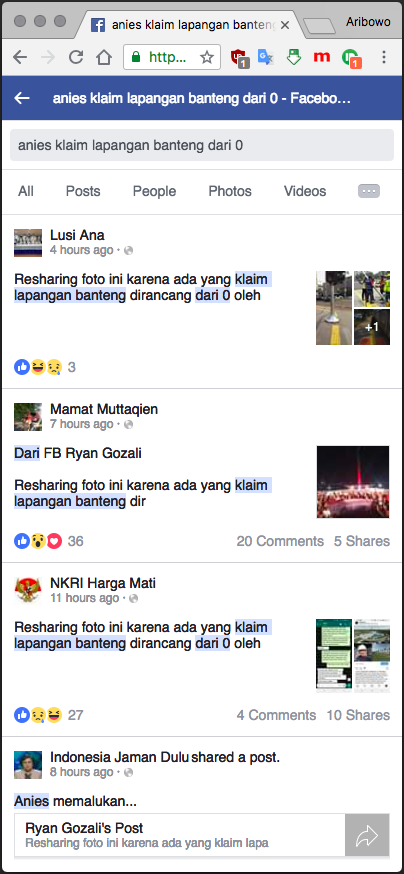 anies klaim lapangan banteng
Aribowo
http...
1
1
anies klaim lapangan banteng dari 0 - Facebo...
anies klaim lapangan banteng dari 0
All Posts People Photos Videos
Lusi Ana
4 hours ago
Resharing foto ini karena ada yang klaim
lapangan banteng dirancang dari 0 oleh
+1
3
Mamat Muttaqien
7 hours ago
Dari FB Ryan Gozali
Resharing foto ini karena ada yang klaim
lapangan banteng dir
36 20 Comments 5 Shares
NKRI Harga Mati
11 hours ago
Resharing foto ini karena ada yang klaim
lapangan banteng dirancang dari 0 oleh
27 4 Comments 10 Shares
Indonesia Jaman Dulu shared a post.
8 hours ago
Anies memalukan...
Ryan Gozali's Post
Resharing foto ini karena ada yang klaim lapa